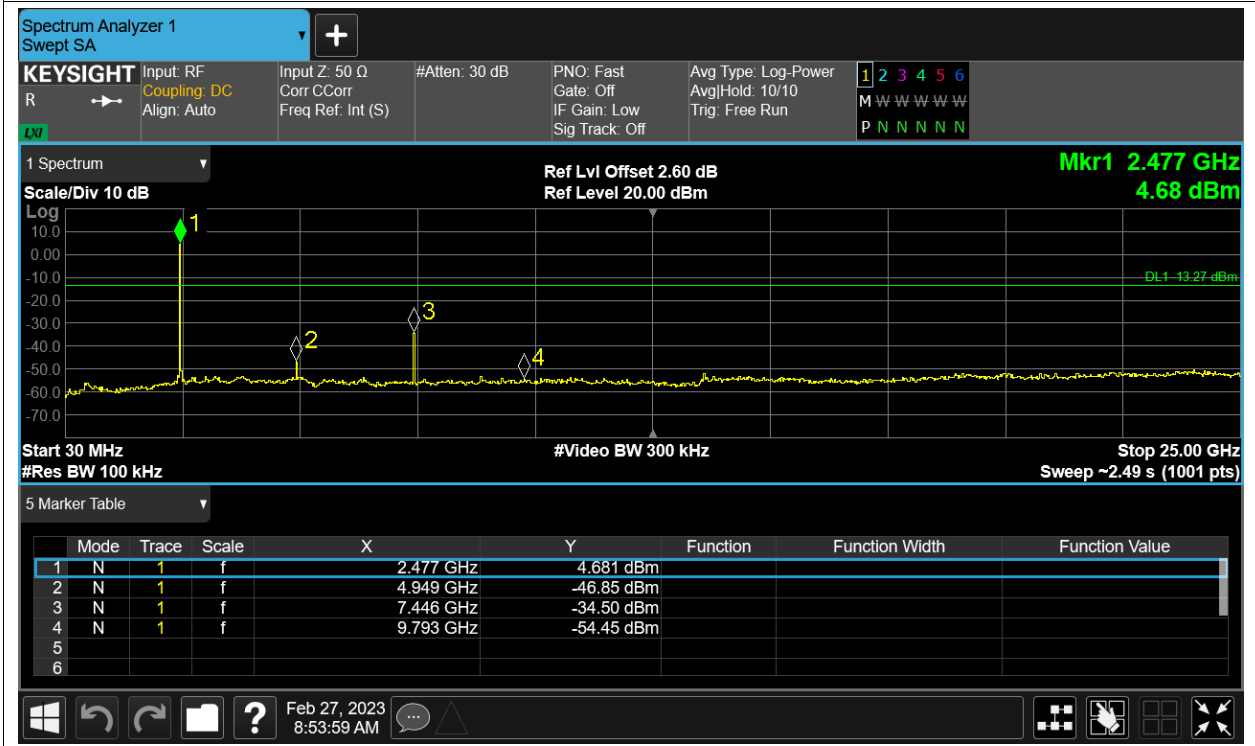 Spectrum Analyzer 1
Swept SA
+
KEYSIGHT
R
LXI
Input: RF
Coupling: DC
Align: Auto
Input Z: 50 Ω
Corr CCorr
Freq Ref: Int (S)
#Atten: 30 dB
PNO: Fast
Gate: Off
IF Gain: Low
Sig Track: Off
Avg Type: Log-Power
Avg|Hold: 10/10
Trig: Free Run
1 2 3 4 5 6
M W W W W W
P N N N N N
1 Spectrum
Scale/Div 10 dB
Ref Lvl Offset 2.60 dB
Ref Level 20.00 dBm
Mkr1 2.477 GHz
4.68 dBm
Log
10.0
0.00
-10.0
-20.0
-30.0
-40.0
-50.0
-60.0
-70.0
1
2
3
4
DL1 -13.27 dBm
Start 30 MHz
#Res BW 100 kHz
#Video BW 300 kHz
Stop 25.00 GHz
Sweep ~2.49 s (1001 pts)
5 Marker Table
Mode Trace Scale X Y Function Function Width Function Value
1 N 1 f 2.477 GHz 4.681 dBm
2 N 1 f 4.949 GHz -46.85 dBm
3 N 1 f 7.446 GHz -34.50 dBm
4 N 1 f 9.793 GHz -54.45 dBm
5
6
?
Feb 27, 2023
8:53:59 AM